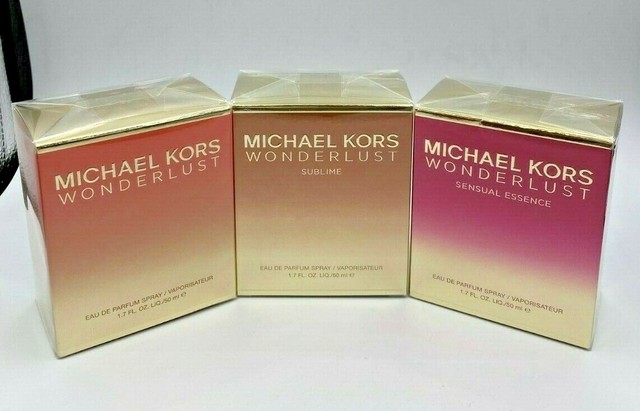 MICHAEL KORS
WONDERLUST
EAU DE PARFUM SPRAY / VAPORISATEUR
1.7 FL. OZ. LIQ./50 ml e
MICHAEL KORS
WONDERLUST
SUBLIME
EAU DE PARFUM SPRAY / VAPORISATEUR
1.7 FL. OZ. LIQ./50 ml e
MICHAEL KORS
WONDERLUST
SENSUAL ESSENCE
EAU DE PARFUM SPRAY / VAPORISATEUR
1.7 FL. OZ. LIQ./50 ml e